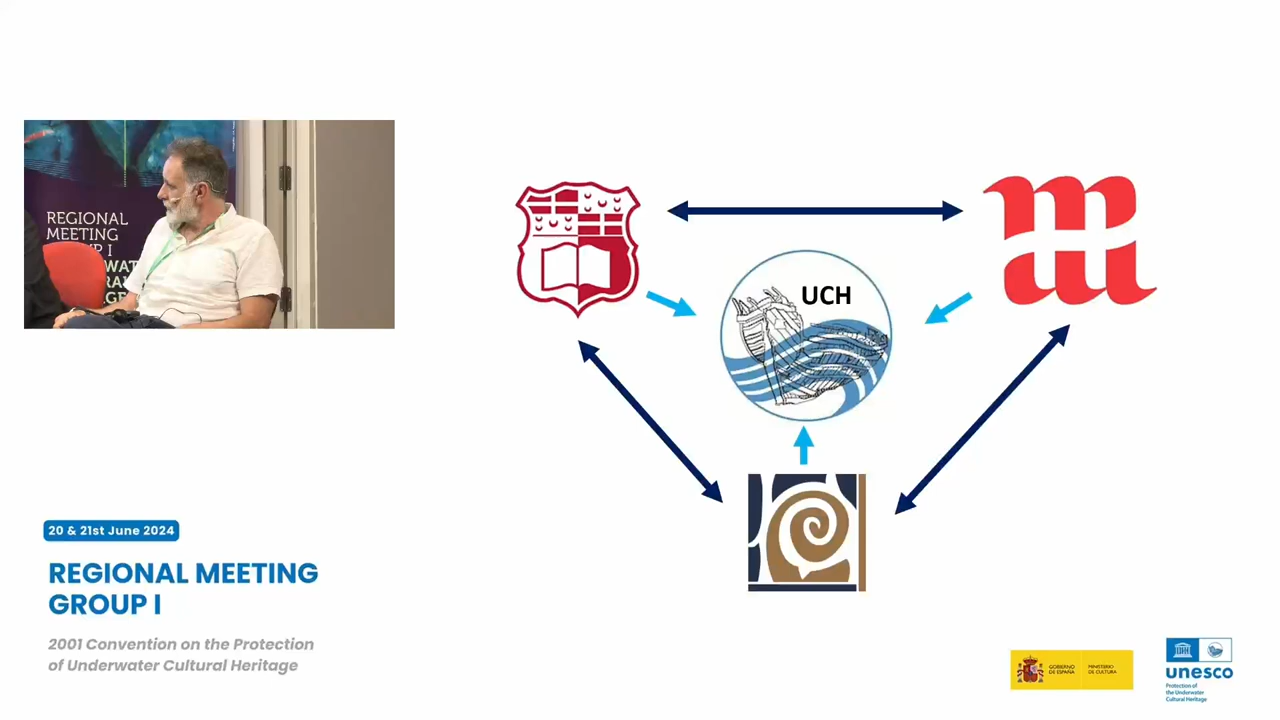 REGIONAL
MEETING
UCH
20 & 21st June 2024
REGIONAL MEETING
GROUP I
2001 Convention on the Protection
of Underwater Cultural Heritage
GOBIERNO
DE ESPAÑA
MINISTERIO
DE CULTURA
unesco
Protection of
the Underwater
Cultural Heritage